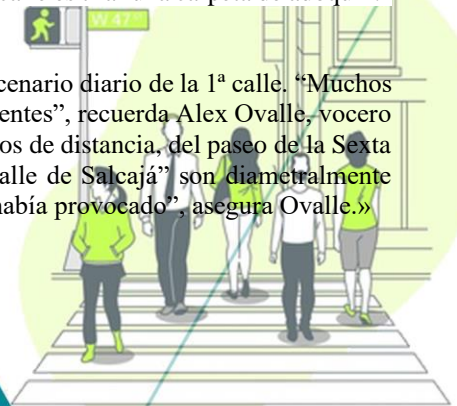 W 47
cenario diario de la 1ª calle. “Muchos
entes”, recuerda Alex Ovalle, vocero
os de distancia, del paseo de la Sexta
alle de Salcajá” son diametralmente
había provocado”, asegura Ovalle.»